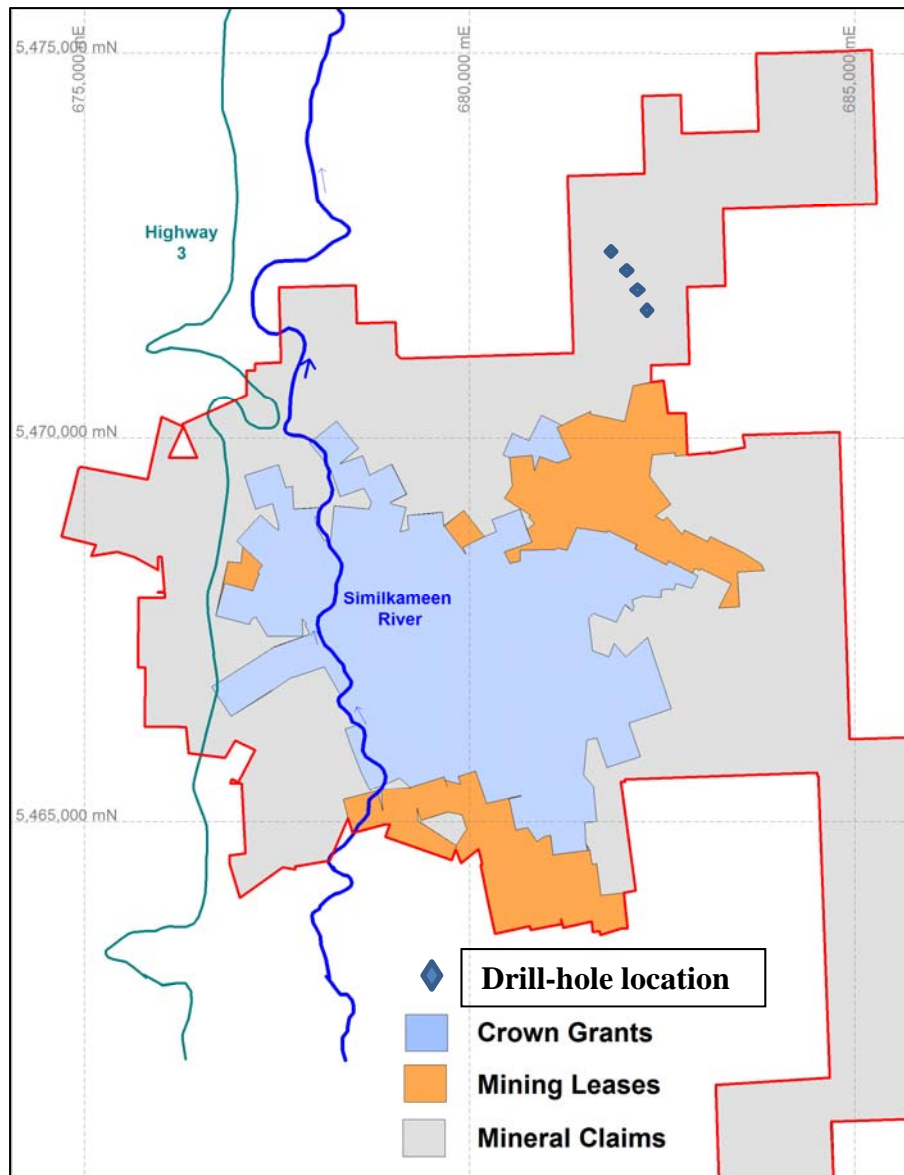 675,000 mE
680,000 mE
685,000 mE
5,475,000 mN
Highway
3
5,470,000 mN
Similkameen
River
5,465,000 mN
Drill-hole location
Crown Grants
Mining Leases
Mineral Claims